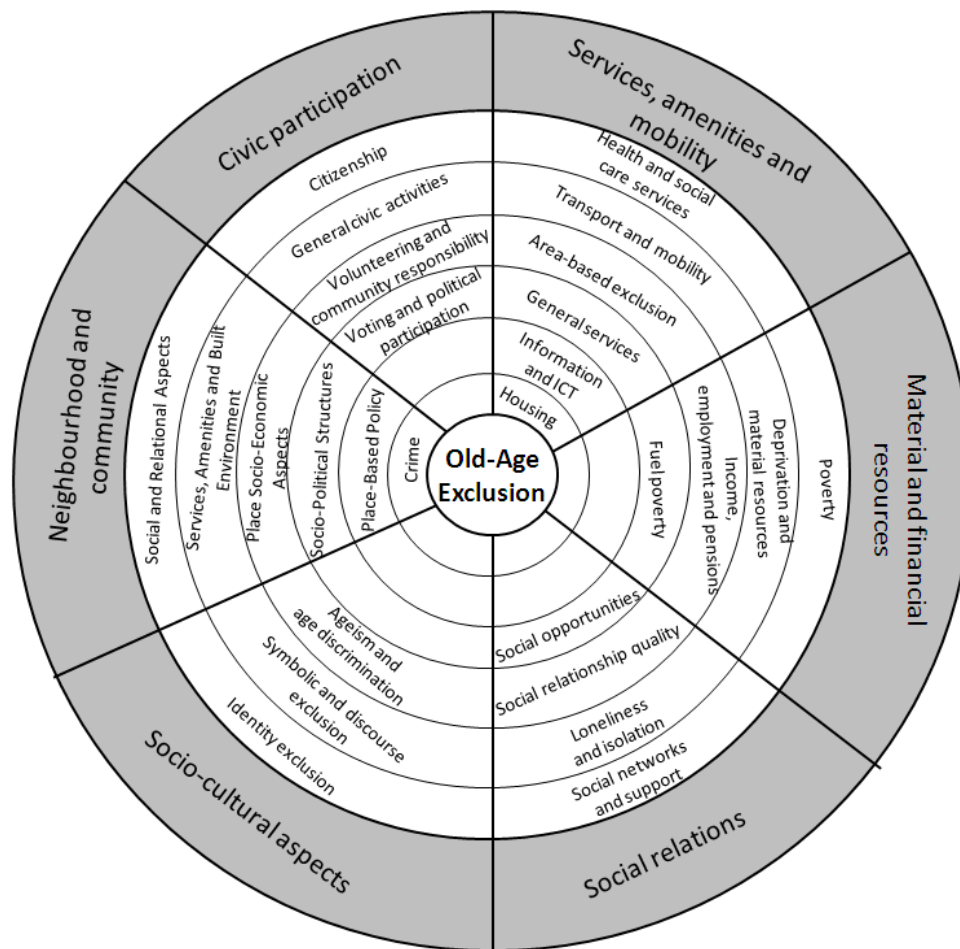 Civic participation
Citizenship
General civic activities
Volunteering and
community responsibility
Voting and political
participation
Services, amenities and
mobility
Health and social
care services
Transport and mobility
Area-based exclusion
General services
Information
and ICT
Housing
Material and financial
resources
Poverty
Deprivation and
material resources
Income,
employment and pensions
Fuel poverty
Social relations
Social networks
and support
Loneliness
and isolation
Social relationship quality
Social opportunities
Socio-cultural aspects
Identity exclusion
Symbolic and discourse
exclusion
Ageism and
age discrimination
Neighbourhood and
community
Social and Relational Aspects
Services, Amenities and Built
Environment
Place Socio-Economic
Aspects
Socio-Political Structures
Place-Based Policy
Crime
Old-Age
Exclusion